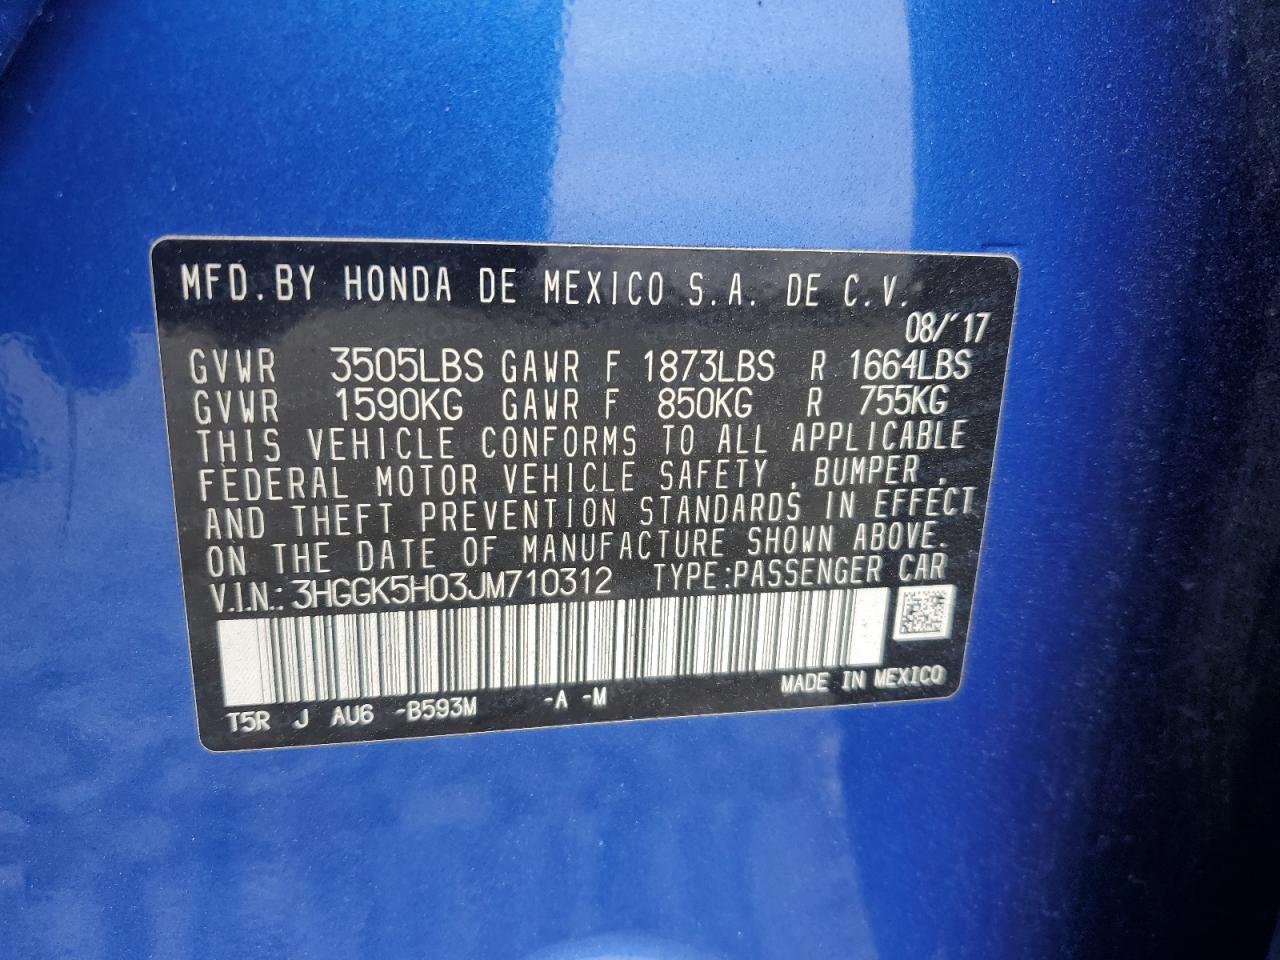 MFD.BY HONDA DE MEXICO S.A. DE C.V.
08/'17
GVWR 3505LBS GAWR F 1873LBS R 1664LBS
GVWR 1590KG GAWR F 850KG R 755KG
THIS VEHICLE CONFORMS TO ALL APPLICABLE
FEDERAL MOTOR VEHICLE SAFETY , BUMPER ,
AND THEFT PREVENTION STANDARDS IN EFFECT
ON THE DATE OF MANUFACTURE SHOWN ABOVE.
V.I.N.: 3HGGK5H03JM710312 TYPE:PASSENGER CAR
MADE IN MEXICO
T5R J AU6 -B593M -A -M